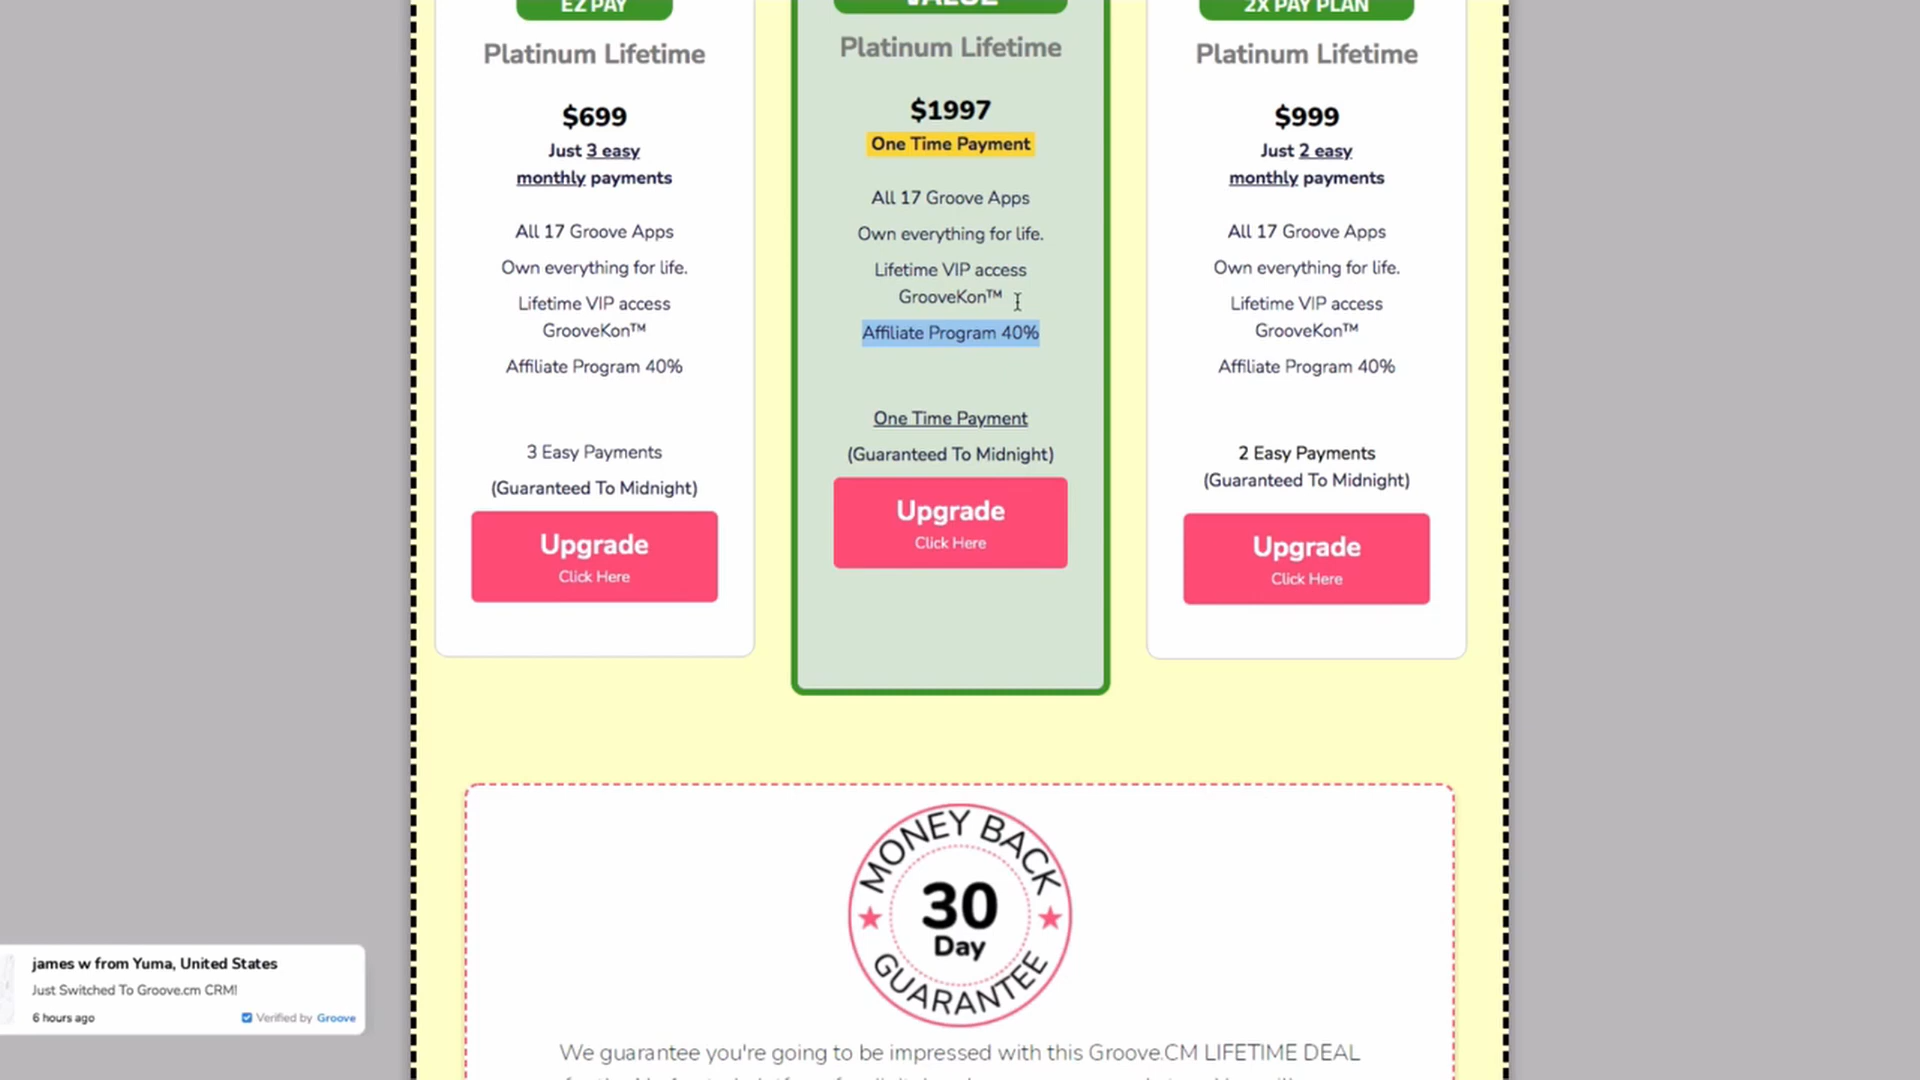 EZ PAY
Platinum Lifetime
$699
Just 3 easy
monthly payments
All 17 Groove Apps
Own everything for life.
Lifetime VIP access
GrooveKon™
Affiliate Program 40%
3 Easy Payments
(Guaranteed To Midnight)
Upgrade
Click Here
VALUE
Platinum Lifetime
$1997
One Time Payment
All 17 Groove Apps
Own everything for life.
Lifetime VIP access
GrooveKon™
Affiliate Program 40%
One Time Payment
(Guaranteed To Midnight)
Upgrade
Click Here
2X PAY PLAN
Platinum Lifetime
$999
Just 2 easy
monthly payments
All 17 Groove Apps
Own everything for life.
Lifetime VIP access
GrooveKon™
Affiliate Program 40%
2 Easy Payments
(Guaranteed To Midnight)
Upgrade
Click Here
MONEY BACK
30
Day
GUARANTEE
We guarantee you're going to be impressed with this Groove.CM LIFETIME DEAL
james w from Yuma, United States
Just Switched To Groove.cm CRM!
6 hours ago
Verified by Groove